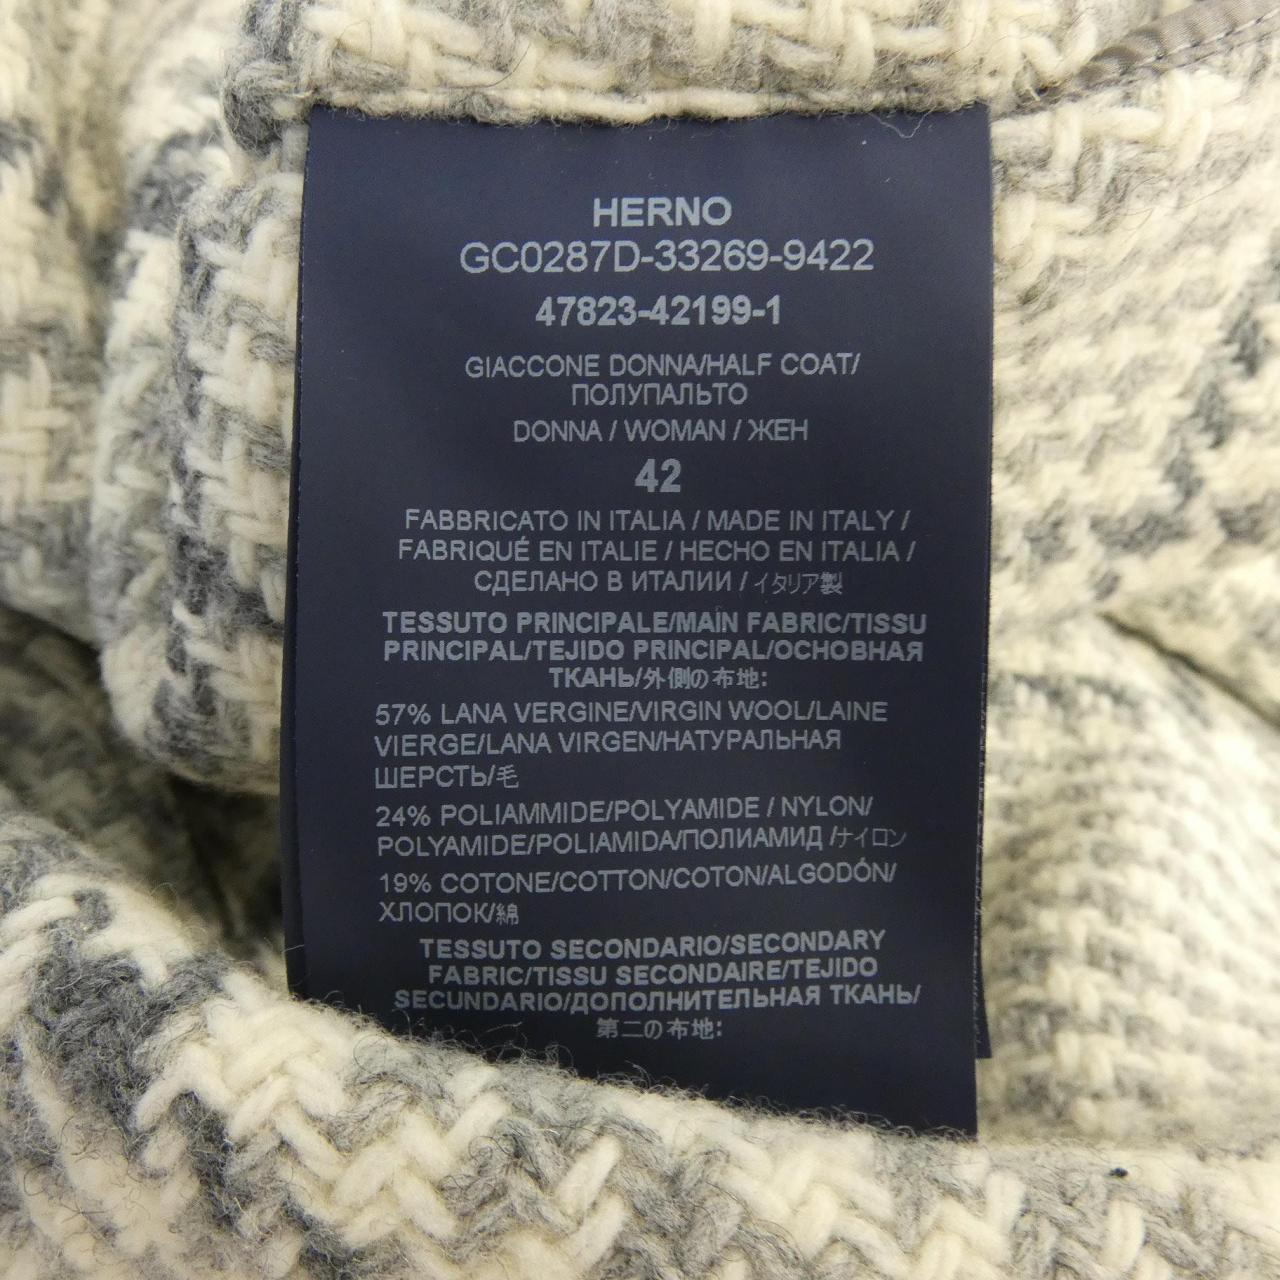 HERNO
GC0287D-33269-9422
47823-42199-1
GIACCONE DONNA/HALF COAT/
ПОЛУПАЛЬТО
DONNA / WOMAN / ЖЕН
42
FABBRICATO IN ITALIA / MADE IN ITALY /
FABRIQUÉ EN ITALIE / HECHO EN ITALIA /
СДЕЛАНО В ИТАЛИИ / イタリア製
TESSUTO PRINCIPALE/MAIN FABRIC/TISSU
PRINCIPAL/TEJIDO PRINCIPAL/ОСНОВНАЯ
ТКАНЬ/外側の布地:
57% LANA VERGINE/VIRGIN WOOL/LAINE
VIERGE/LANA VIRGEN/НАТУРАЛЬНАЯ
ШЕРСТЬ/毛
24% POLIAMMIDE/POLYAMIDE / NYLON/
POLYAMIDE/POLIAMIDA/ПОЛИАМИД /ナイロン
19% COTONE/COTTON/COTON/ALGODÓN/
ХЛОПОК/綿
TESSUTO SECONDARIO/SECONDARY
FABRIC/TISSU SECONDAIRE/TEJIDO
SECUNDARIO/ДОПОЛНИТЕЛЬНАЯ ТКАНЬ/
第二の布地: